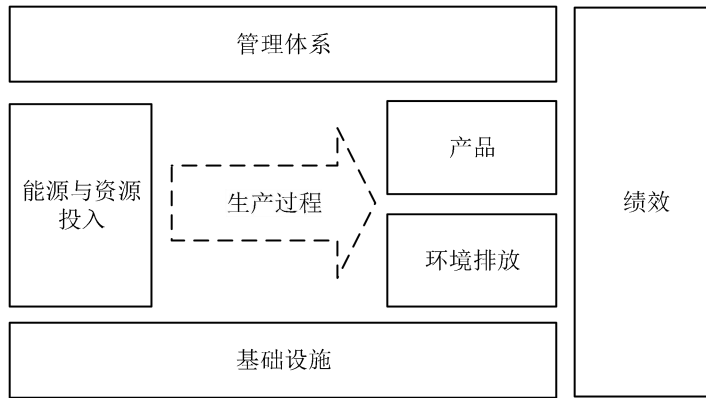 管理体系
能源与资源
投入
生产过程
产品
环境排放
绩效
基础设施